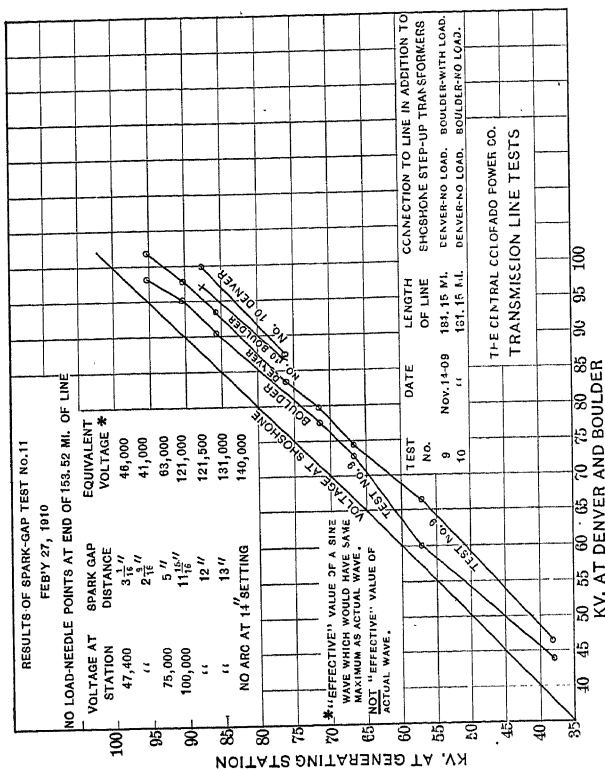 RESULTS OF SPARK-GAP TEST No.11
FEB'Y 27, 1910
NO LOAD-NEEDLE POINTS AT END OF 153.52 MI. OF LINE
VOLTAGE AT STATION SPARK GAP DISTANCE EQUIVALENT VOLTAGE *
47,400 3 1/16" 46,000
" 2 9/16" 41,000
75,000 5" 63,000
100,000 11 15/16" 121,000
" 12" 121,500
" 13" 131,000
NO ARC AT 14" SETTING 140,000
*"EFFECTIVE" VALUE OF A SINE
WAVE WHICH WOULD HAVE SAME
MAXIMUM AS ACTUAL WAVE.
NOT "EFFECTIVE" VALUE OF
ACTUAL WAVE.
VOLTAGE AT SHOSHONE
TEST NO.9 BOULDER
TEST NO.9 DENVER
NO. 10 BOULDER
NO. 10 DENVER
TEST No. DATE LENGTH OF LINE CONNECTION TO LINE IN ADDITION TO SHOSHONE STEP-UP TRANSFORMERS
9 Nov.14-09 184.15 MI. DENVER-NO LOAD. BOULDER-WITH LOAD.
10 " 181.15 MI. DENVER-NO LOAD. BOULDER-NO LOAD.
THE CENTRAL COLORADO POWER CO.
TRANSMISSION LINE TESTS
KV. AT GENERATING STATION
100
95
90
85
80
75
70
65
60
55
50
45
40
35
40 45 50 55 60 65 70 75 80 85 90 95 100
KV. AT DENVER AND BOULDER